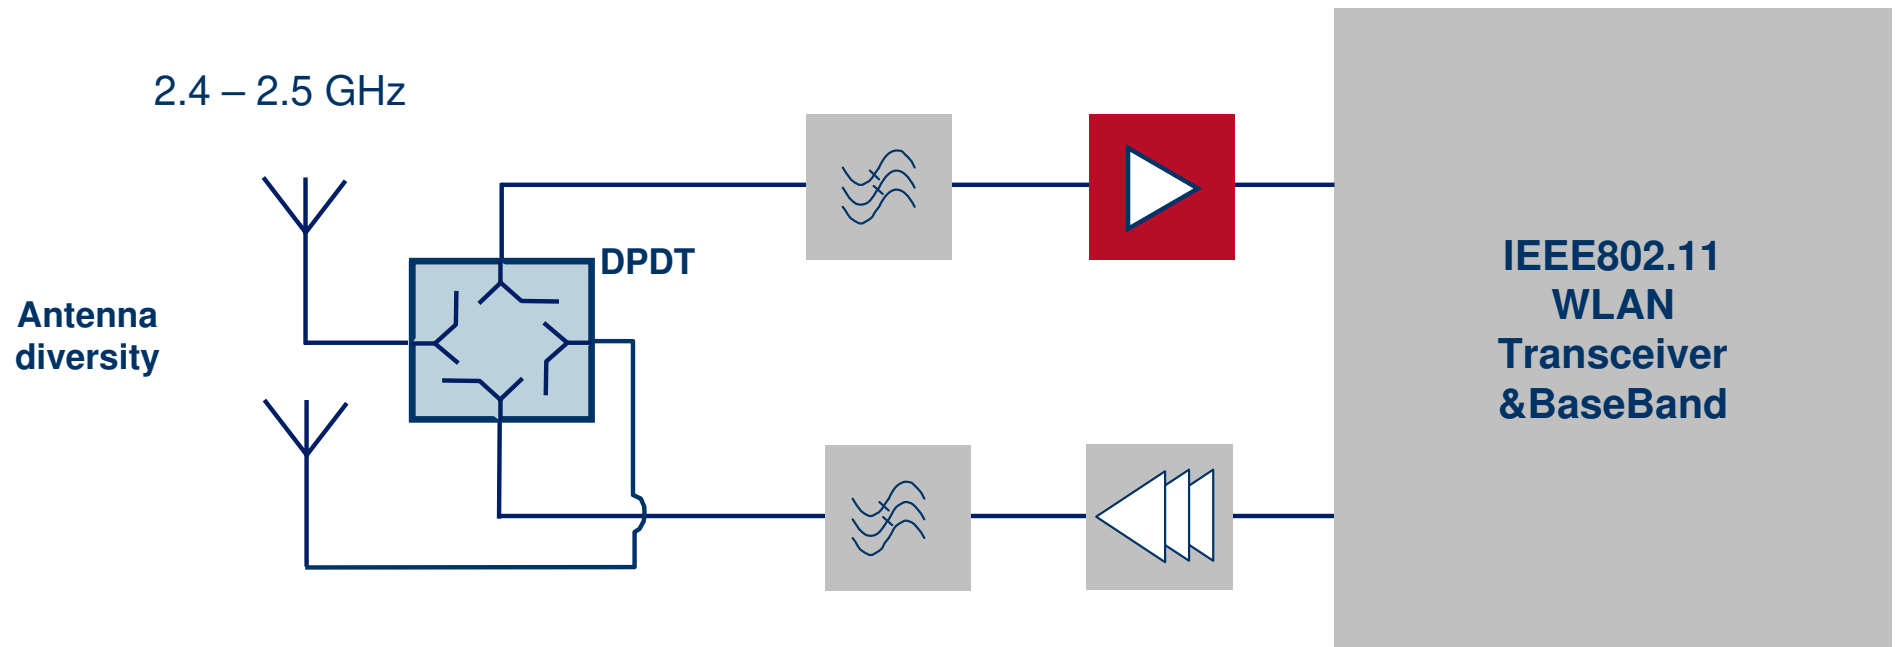 2.4 – 2.5 GHz
DPDT
Antenna
diversity
IEEE802.11
WLAN
Transceiver
&BaseBand